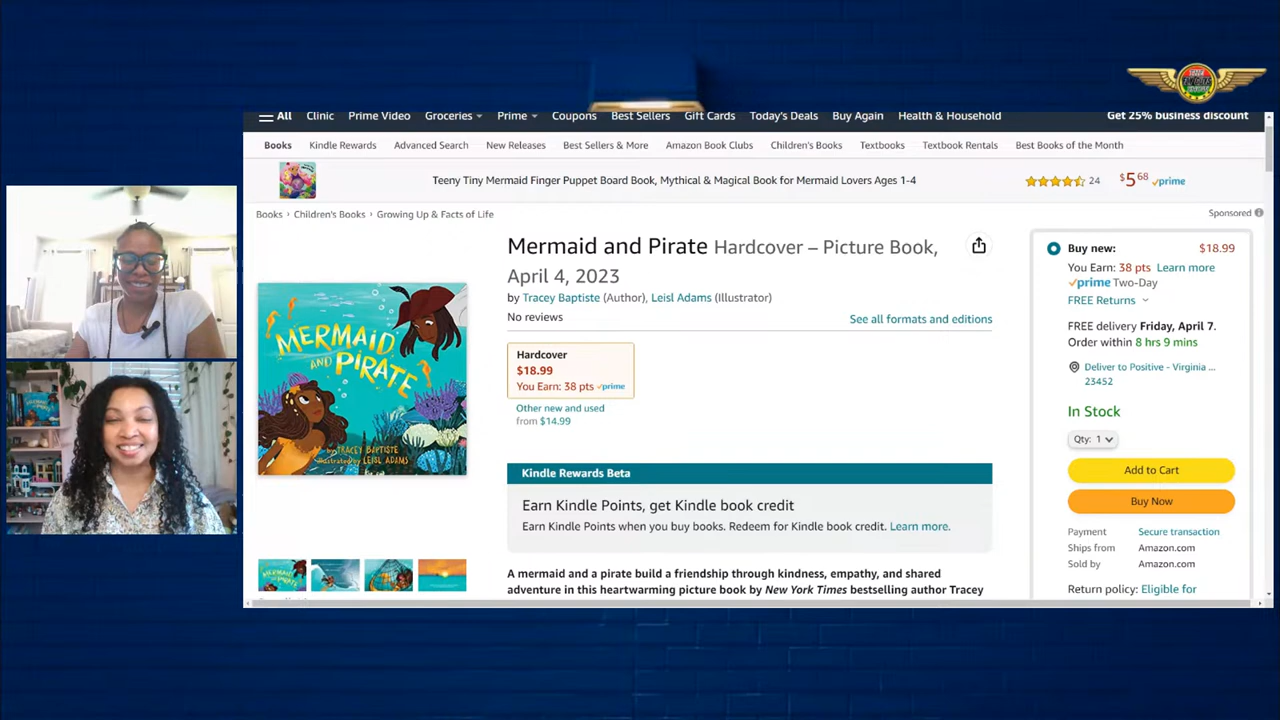 All Clinic Prime Video Groceries Prime Coupons Best Sellers Gift Cards Today's Deals Buy Again Health & Household Get 25% business discount
Books Kindle Rewards Advanced Search New Releases Best Sellers & More Amazon Book Clubs Children's Books Textbooks Textbook Rentals Best Books of the Month
Teeny Tiny Mermaid Finger Puppet Board Book, Mythical & Magical Book for Mermaid Lovers Ages 1-4 24 $5 68 prime
Books › Children's Books › Growing Up & Facts of Life
Sponsored
Mermaid and Pirate Hardcover – Picture Book,
April 4, 2023
by Tracey Baptiste (Author), Leisl Adams (Illustrator)
No reviews
See all formats and editions
Hardcover
$18.99
You Earn: 38 pts prime
Other new and used
from $14.99
MERMAID
AND PIRATE
by TRACEY BAPTISTE
illustrated by LEISL ADAMS
Kindle Rewards Beta
Earn Kindle Points, get Kindle book credit
Earn Kindle Points when you buy books. Redeem for Kindle book credit. Learn more.
MERMAID
AND PIRATE
A mermaid and a pirate build a friendship through kindness, empathy, and shared
adventure in this heartwarming picture book by New York Times bestselling author Tracey
Buy new: $18.99
You Earn: 38 pts Learn more
prime Two-Day
FREE Returns
FREE delivery Friday, April 7.
Order within 8 hrs 9 mins
Deliver to Positive - Virginia ...
23452
In Stock
Qty: 1
Add to Cart
Buy Now
Payment Secure transaction
Ships from Amazon.com
Sold by Amazon.com
Return policy: Eligible for